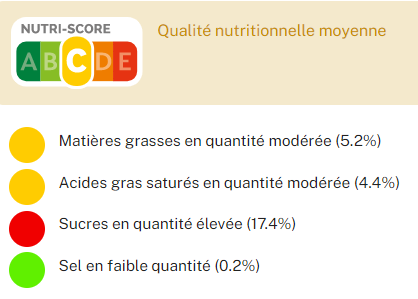 NUTRI-SCORE
Qualité nutritionnelle moyenne
A B C D E
Matières grasses en quantité modérée (5.2%)
Acides gras saturés en quantité modérée (4.4%)
Sucres en quantité élevée (17.4%)
Sel en faible quantité (0.2%)